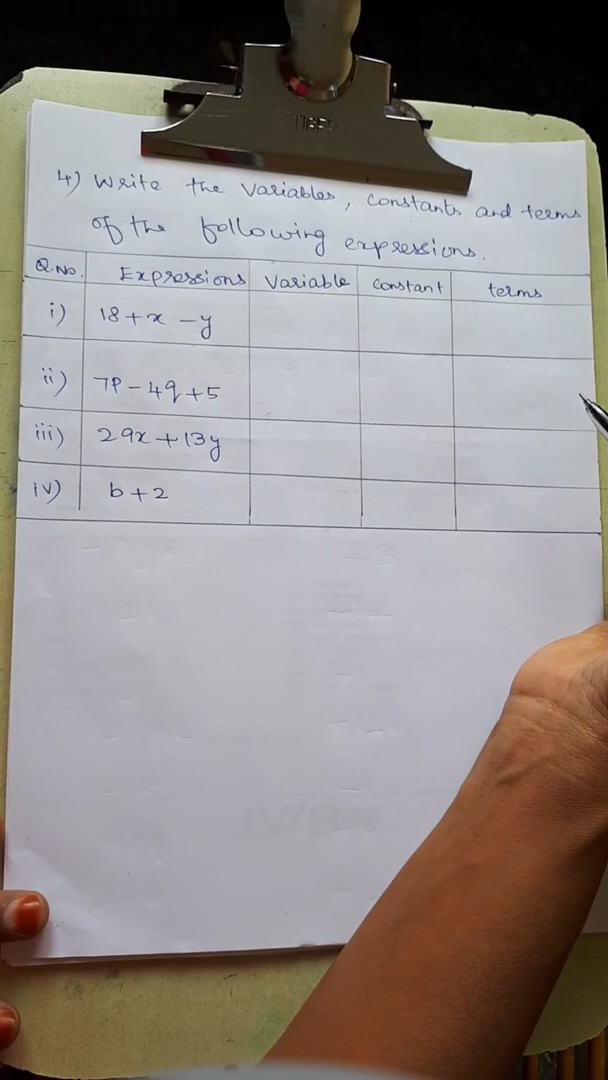 4) Write the variables, constants and terms
of the following expressions.
Q.No. Expressions Variable constant terms
i) 18+x-y
ii) 7P-4q+5
iii) 29x+13y
iv) b+2